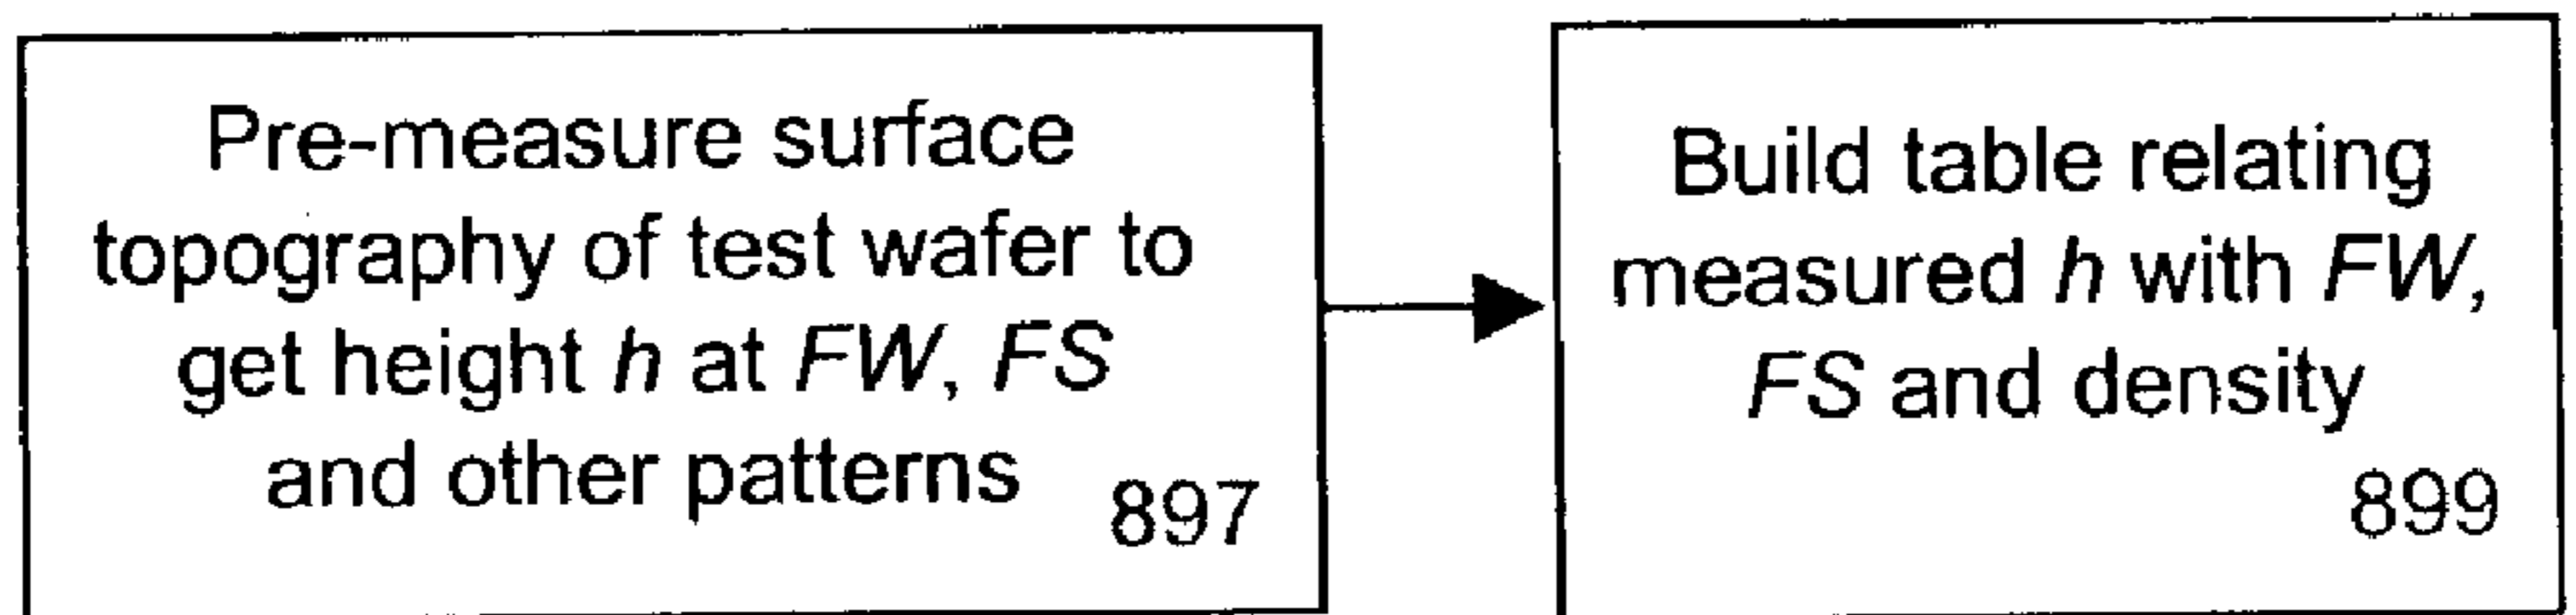 Pre-measure surface
topography of test wafer to
get height h at FW, FS
and other patterns
897
Build table relating
measured h with FW,
FS and density
899